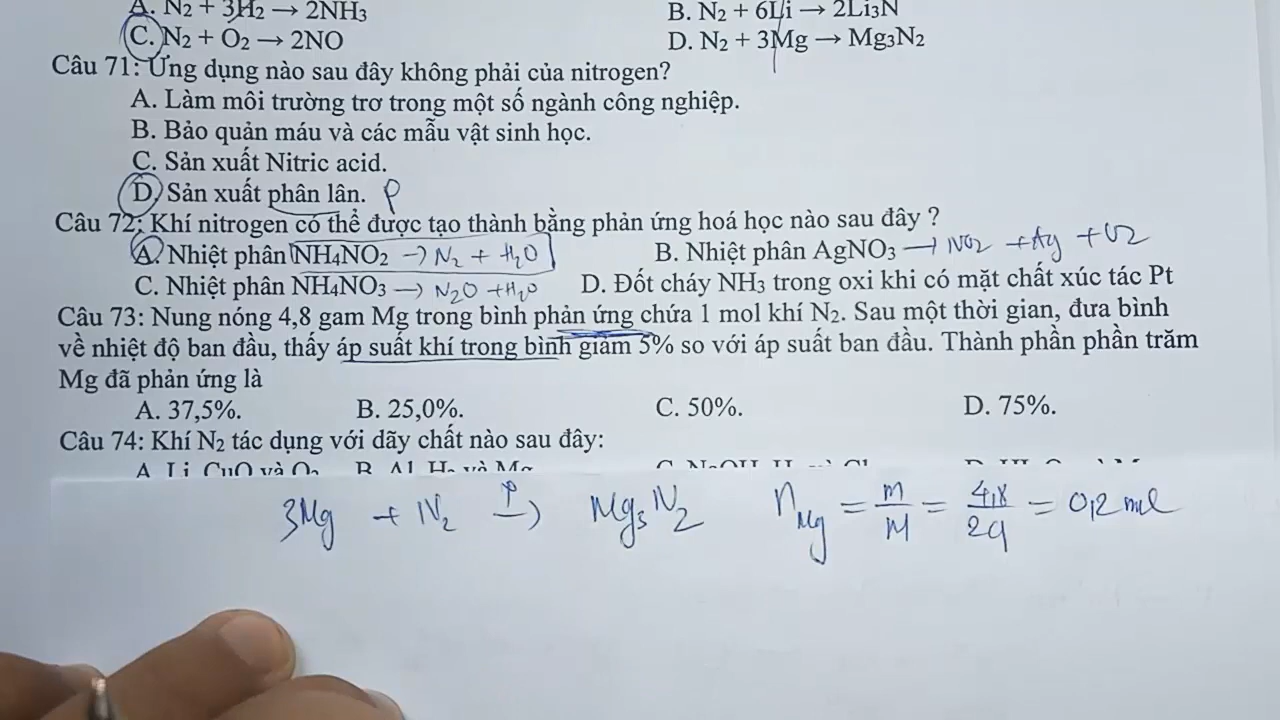 A. N2 + 3H2 → 2NH3 B. N2 + 6Li → 2Li3N
C. N2 + O2 → 2NO D. N2 + 3Mg → Mg3N2
Câu 71: Ứng dụng nào sau đây không phải của nitrogen?
A. Làm môi trường trơ trong một số ngành công nghiệp.
B. Bảo quản máu và các mẫu vật sinh học.
C. Sản xuất Nitric acid.
D. Sản xuất phân lân. P
Câu 72: Khí nitrogen có thể được tạo thành bằng phản ứng hoá học nào sau đây ?
A. Nhiệt phân NH4NO2 → N2 + H2O B. Nhiệt phân AgNO3 → NO2 + Ag + O2
C. Nhiệt phân NH4NO3 → N2O + H2O D. Đốt cháy NH3 trong oxi khi có mặt chất xúc tác Pt
Câu 73: Nung nóng 4,8 gam Mg trong bình phản ứng chứa 1 mol khí N2. Sau một thời gian, đưa bình
về nhiệt độ ban đầu, thấy áp suất khí trong bình giảm 5% so với áp suất ban đầu. Thành phần phần trăm
Mg đã phản ứng là
A. 37,5%. B. 25,0%. C. 50%. D. 75%.
Câu 74: Khí N2 tác dụng với dãy chất nào sau đây:
A. Li, CuO và O2 B. Al, H2 và Mg
3Mg + N2 → Mg3N2 nMg = m/M = 4,8/24 = 0,2 mol